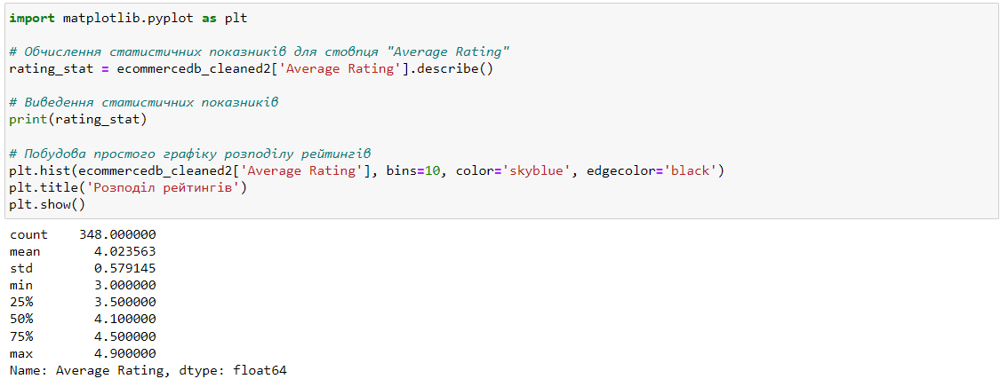 import matplotlib.pyplot as plt
# Обчислення статистичних показників для стовпця "Average Rating"
rating_stat = ecommercedb_cleaned2['Average Rating'].describe()
# Виведення статистичних показників
print(rating_stat)
# Побудова простого графіку розподілу рейтингів
plt.hist(ecommercedb_cleaned2['Average Rating'], bins=10, color='skyblue', edgecolor='black')
plt.title('Розподіл рейтингів')
plt.show()
count    348.000000
mean       4.023563
std        0.579145
min        3.000000
25%        3.500000
50%        4.100000
75%        4.500000
max        4.900000
Name: Average Rating, dtype: float64